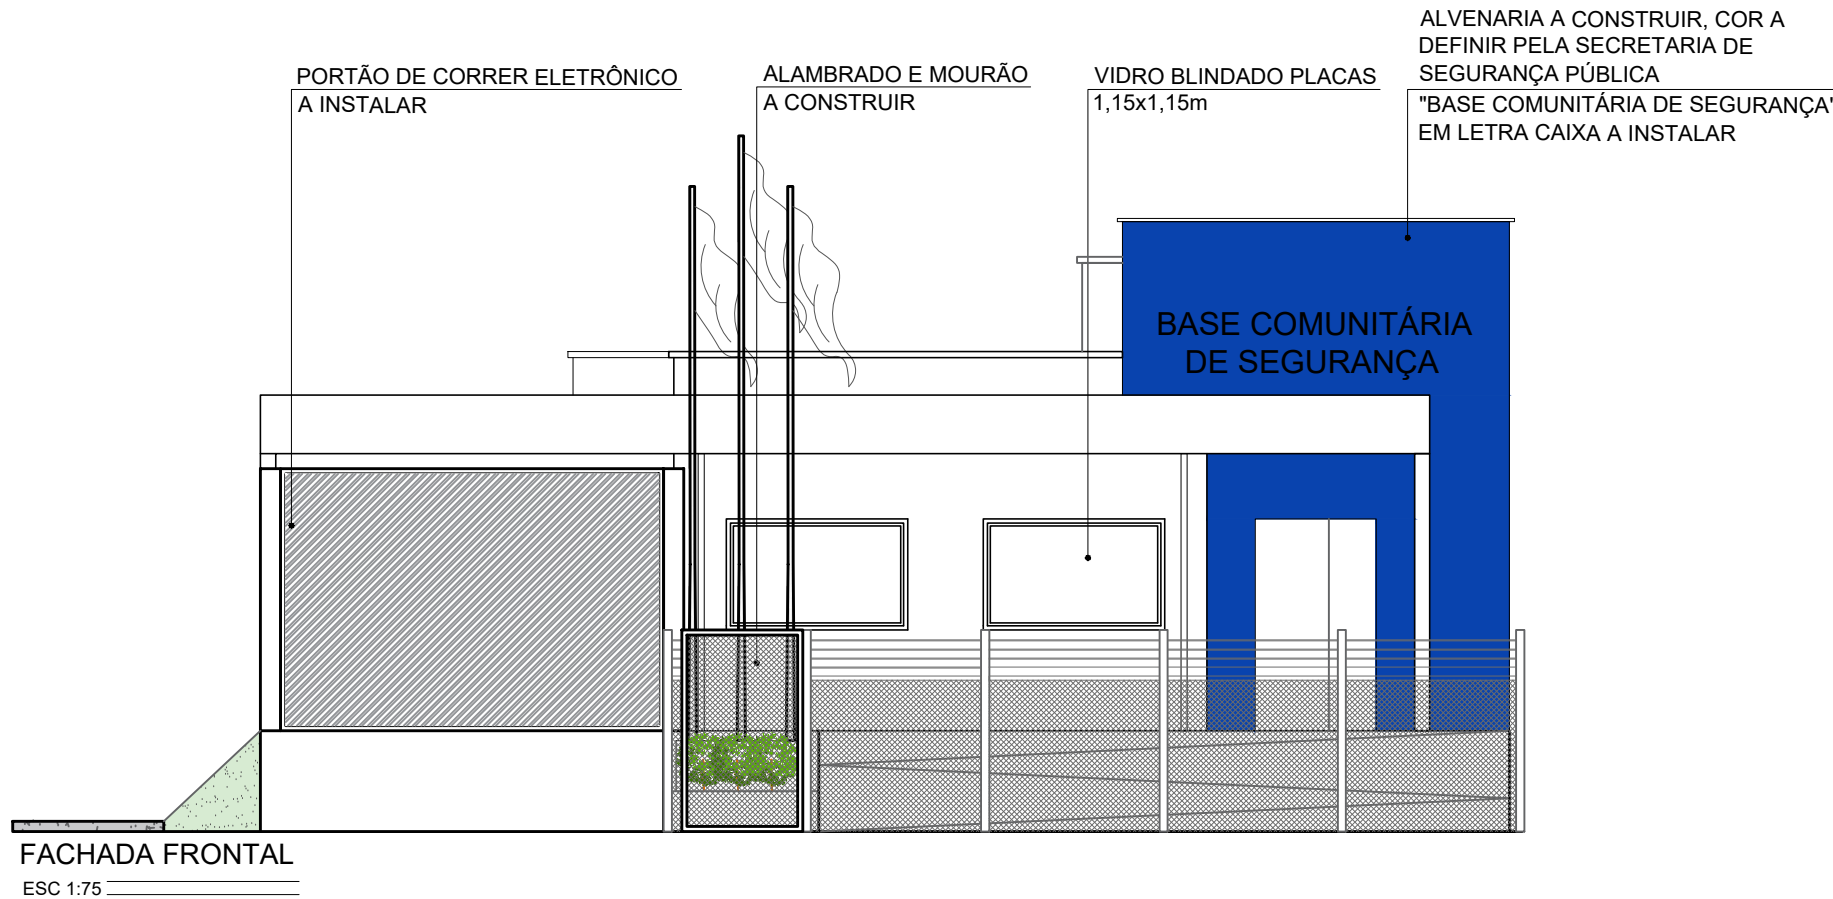 PORTÃO DE CORRER ELETRÔNICO
A INSTALAR
ALAMBRADO E MOURÃO
A CONSTRUIR
VIDRO BLINDADO PLACAS
1,15x1,15m
ALVENARIA A CONSTRUIR, COR A
DEFINIR PELA SECRETARIA DE
SEGURANÇA PÚBLICA
"BASE COMUNITÁRIA DE SEGURANÇA"
EM LETRA CAIXA A INSTALAR
BASE COMUNITÁRIA
DE SEGURANÇA
FACHADA FRONTAL
ESC 1:75